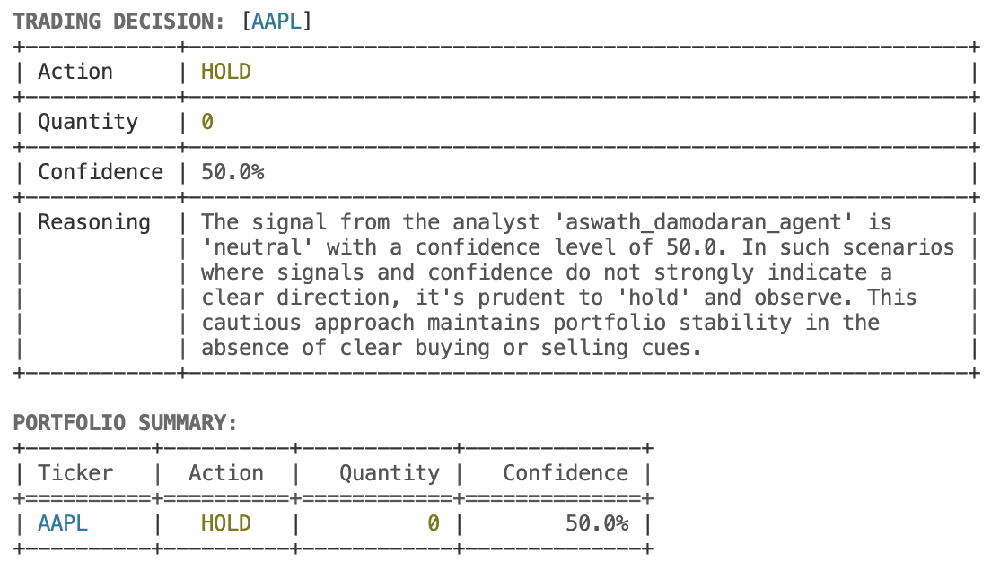 TRADING DECISION: [AAPL]
+------------+---------------------------------------------------------------+
| Action     | HOLD                                                          |
+------------+---------------------------------------------------------------+
| Quantity   | 0                                                             |
+------------+---------------------------------------------------------------+
| Confidence | 50.0%                                                         |
+------------+---------------------------------------------------------------+
| Reasoning  | The signal from the analyst 'aswath_damodaran_agent' is       |
|            | 'neutral' with a confidence level of 50.0. In such scenarios |
|            | where signals and confidence do not strongly indicate a       |
|            | clear direction, it's prudent to 'hold' and observe. This     |
|            | cautious approach maintains portfolio stability in the        |
|            | absence of clear buying or selling cues.                      |
+------------+---------------------------------------------------------------+
PORTFOLIO SUMMARY:
+----------+----------+------------+--------------+
| Ticker   |  Action  |   Quantity |   Confidence |
+==========+==========+============+==============+
| AAPL     |   HOLD   |          0 |        50.0% |
+----------+----------+------------+--------------+